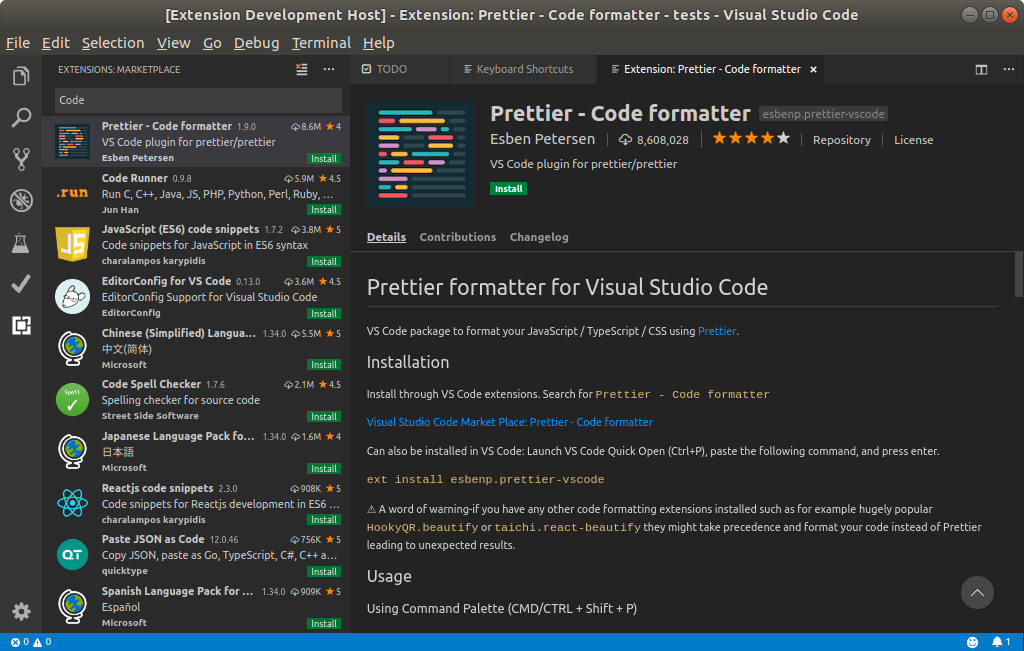 [Extension Development Host] - Extension: Prettier - Code formatter - tests - Visual Studio Code
File Edit Selection View Go Debug Terminal Help
EXTENSIONS: MARKETPLACE
Code
Prettier - Code formatter 1.9.0 8.6M 4
VS Code plugin for prettier/prettier
Esben Petersen Install
.run
Code Runner 0.9.8 5.9M 4.5
Run C, C++, Java, JS, PHP, Python, Perl, Ruby, ...
Jun Han Install
JS
JavaScript (ES6) code snippets 1.7.2 3.8M 5
Code snippets for JavaScript in ES6 syntax
charalampos karypidis Install
EditorConfig for VS Code 0.13.0 3.6M 4.5
EditorConfig Support for Visual Studio Code
EditorConfig Install
Chinese (Simplified) Langua... 1.34.0 5.5M 5
中文(简体)
Microsoft Install
Spell
Code Spell Checker 1.7.6 2.1M 4.5
Spelling checker for source code
Street Side Software Install
Japanese Language Pack fo... 1.34.0 1.6M 4
日本語
Microsoft Install
Reactjs code snippets 2.3.0 908K 5
Code snippets for Reactjs development in ES6 ...
charalampos karypidis Install
QT
Paste JSON as Code 12.0.46 756K 5
Copy JSON, paste as Go, TypeScript, C#, C++ a...
quicktype Install
Spanish Language Pack for ... 1.34.0 909K 5
Español
Microsoft Install
TODO Keyboard Shortcuts Extension: Prettier - Code formatter ×
Prettier - Code formatter esbenp.prettier-vscode
Esben Petersen 8,608,028 Repository License
VS Code plugin for prettier/prettier
Install
Details Contributions Changelog
Prettier formatter for Visual Studio Code
VS Code package to format your JavaScript / TypeScript / CSS using Prettier.
Installation
Install through VS Code extensions. Search for Prettier - Code formatter
Visual Studio Code Market Place: Prettier - Code formatter
Can also be installed in VS Code: Launch VS Code Quick Open (Ctrl+P), paste the following command, and press enter.
ext install esbenp.prettier-vscode
⚠ A word of warning-if you have any other code formatting extensions installed such as for example hugely popular
HookyQR.beautify or taichi.react-beautify they might take precedence and format your code instead of Prettier
leading to unexpected results.
Usage
Using Command Palette (CMD/CTRL + Shift + P)
0 0 1